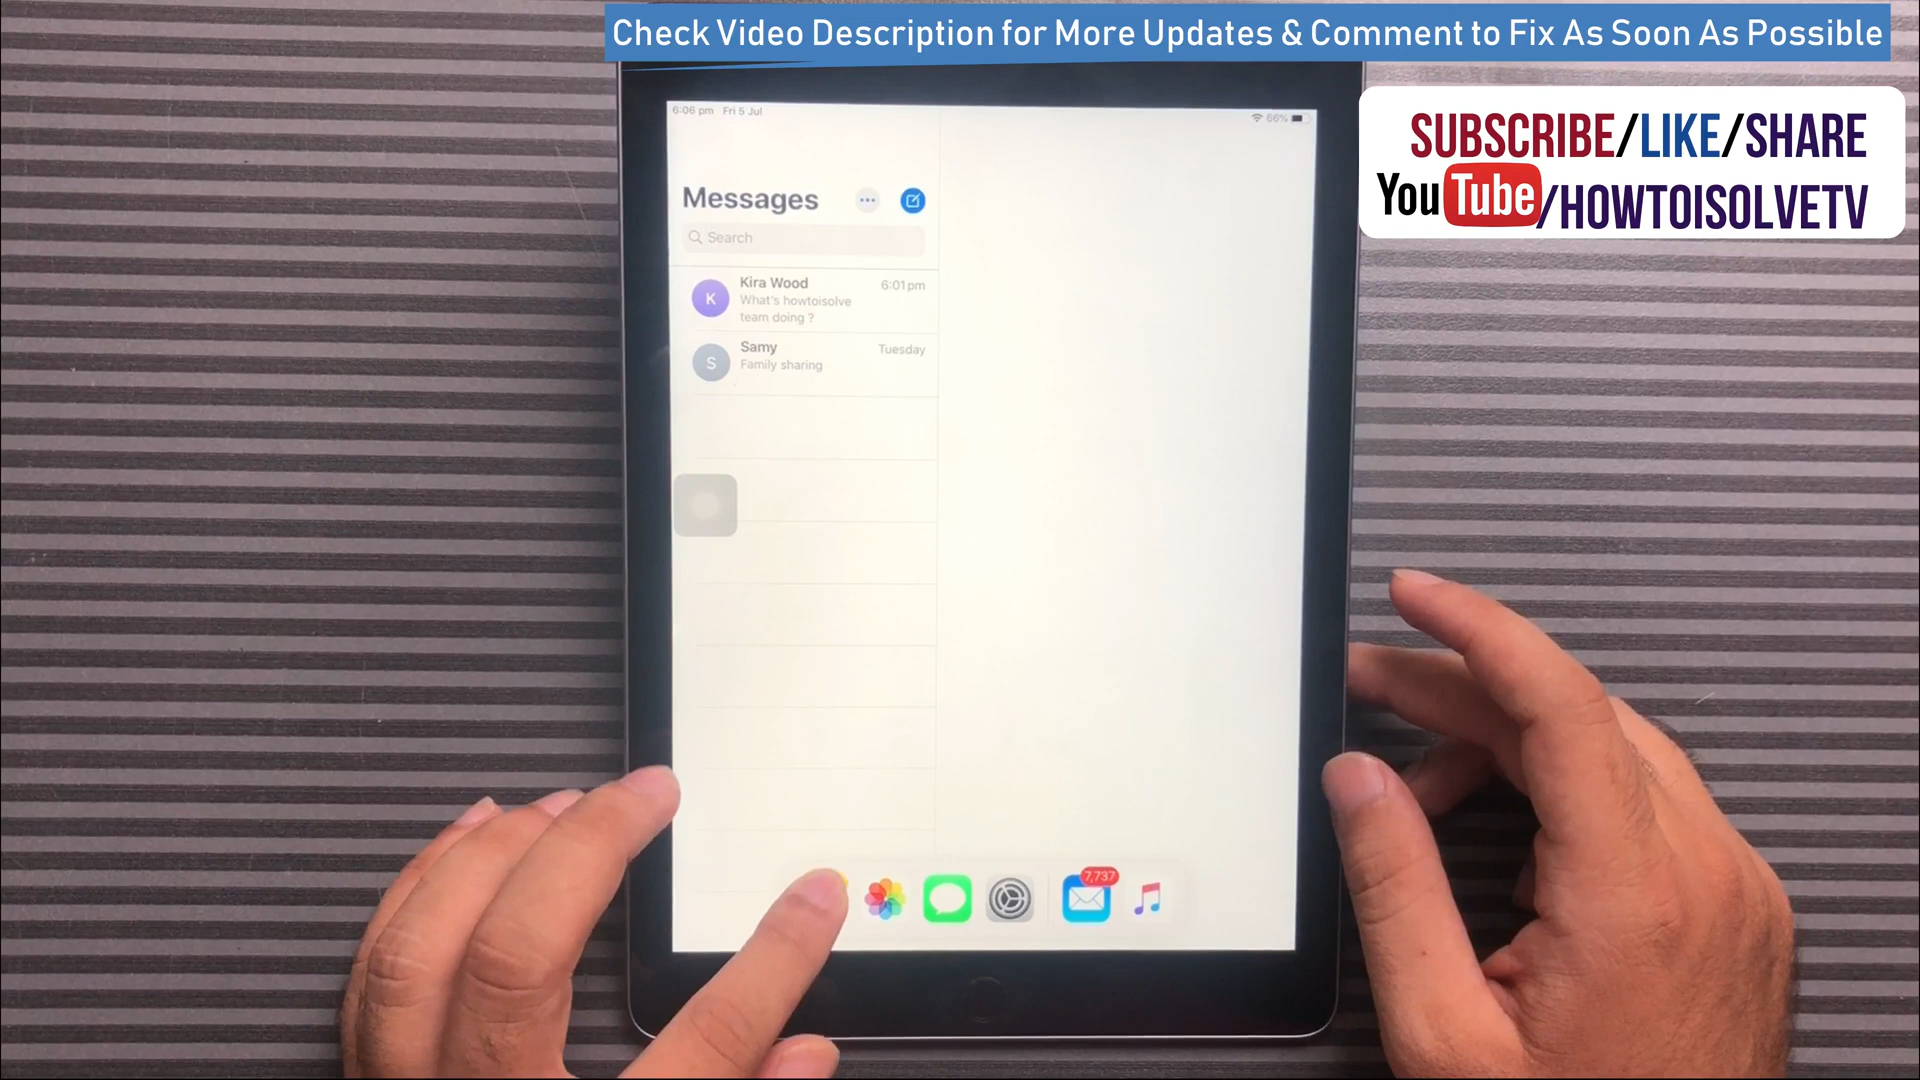 Check Video Description for More Updates & Comment to Fix As Soon As Possible
SUBSCRIBE/LIKE/SHARE
YouTube/HOWTOISOLVETV
6:06 pm Fri 5 Jul
66%
Messages
Search
K
Kira Wood
6:01 pm
What's howtoisolve
team doing ?
S
Samy
Tuesday
Family sharing
7,737